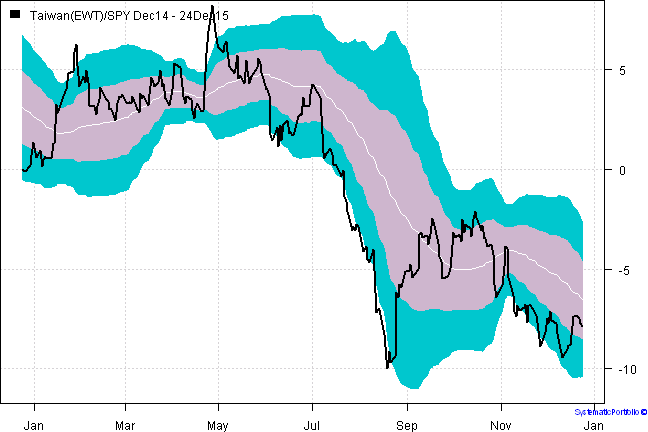 Taiwan(EWT)/SPY Dec14 - 24Dec15
5
0
-5
-10
Jan Mar May Jul Sep Nov Jan
SystematicPortfolio ©